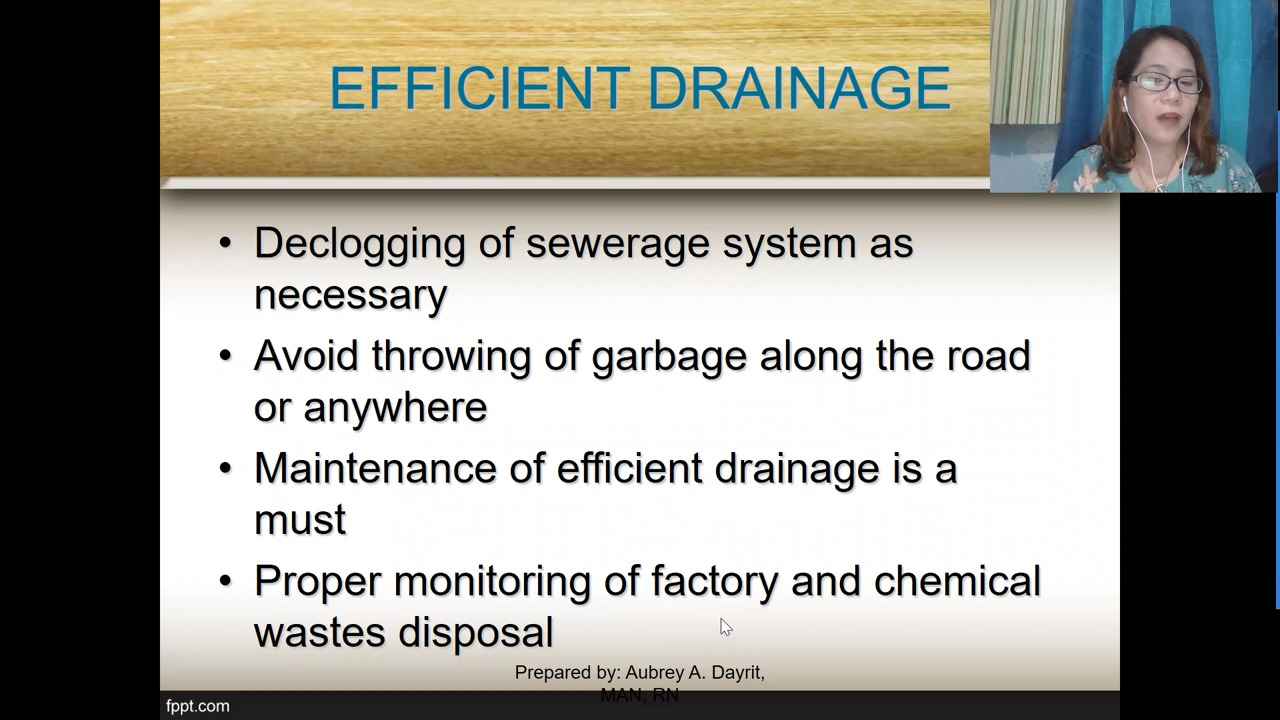 EFFICIENT DRAINAGE
• Declogging of sewerage system as
necessary
• Avoid throwing of garbage along the road
or anywhere
• Maintenance of efficient drainage is a
must
• Proper monitoring of factory and chemical
wastes disposal
Prepared by: Aubrey A. Dayrit,
MAN, RN
fppt.com